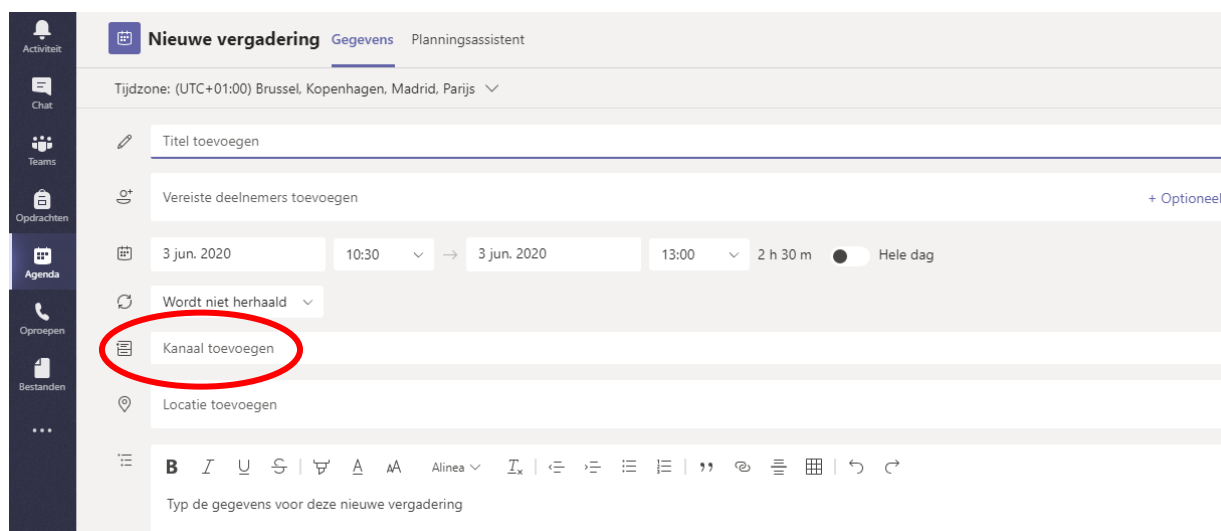 Activiteit
Chat
Teams
Opdrachten
Agenda
Oproepen
Bestanden
Nieuwe vergadering Gegevens Planningsassistent
Tijdzone: (UTC+01:00) Brussel, Kopenhagen, Madrid, Parijs
Titel toevoegen
Vereiste deelnemers toevoegen + Optioneel
3 jun. 2020 10:30 → 3 jun. 2020 13:00 2 h 30 m Hele dag
Wordt niet herhaald
Kanaal toevoegen
Locatie toevoegen
B I U S A AA Alinea Tx
Typ de gegevens voor deze nieuwe vergadering